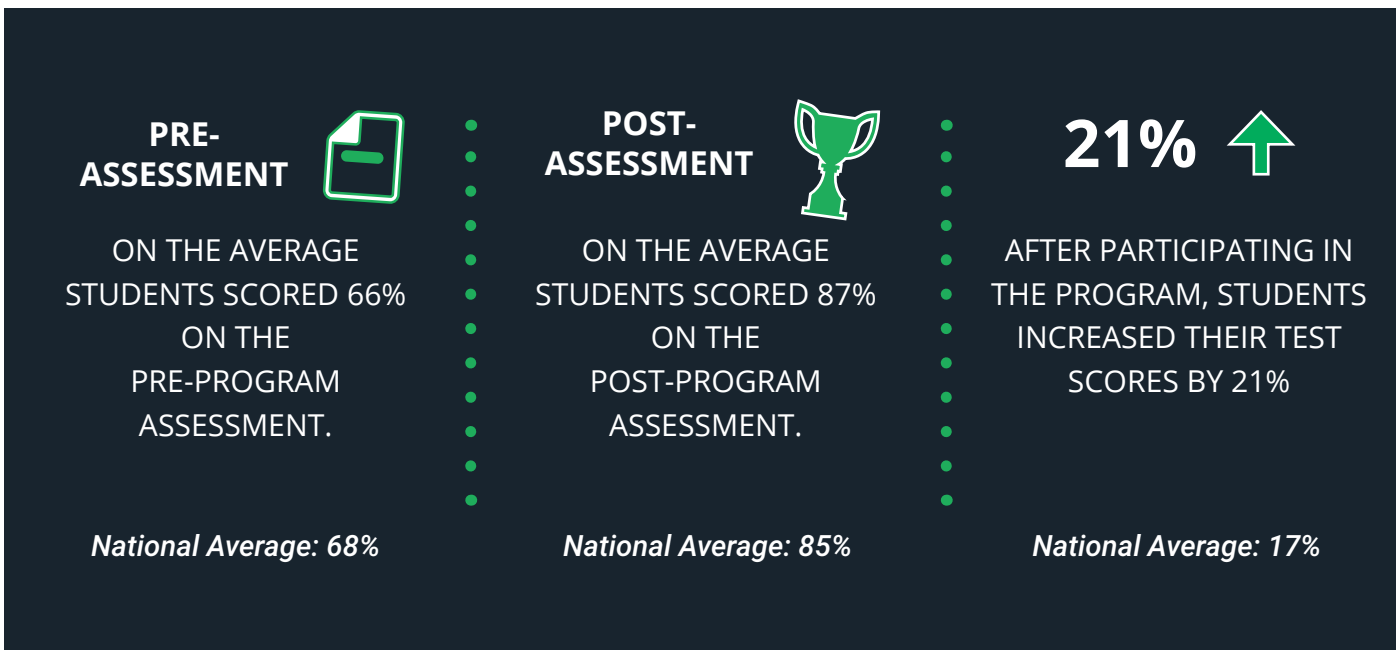 PRE-
ASSESSMENT
ON THE AVERAGE
STUDENTS SCORED 66%
ON THE
PRE-PROGRAM
ASSESSMENT.
National Average: 68%
POST-
ASSESSMENT
ON THE AVERAGE
STUDENTS SCORED 87%
ON THE
POST-PROGRAM
ASSESSMENT.
National Average: 85%
21%
AFTER PARTICIPATING IN
THE PROGRAM, STUDENTS
INCREASED THEIR TEST
SCORES BY 21%
National Average: 17%